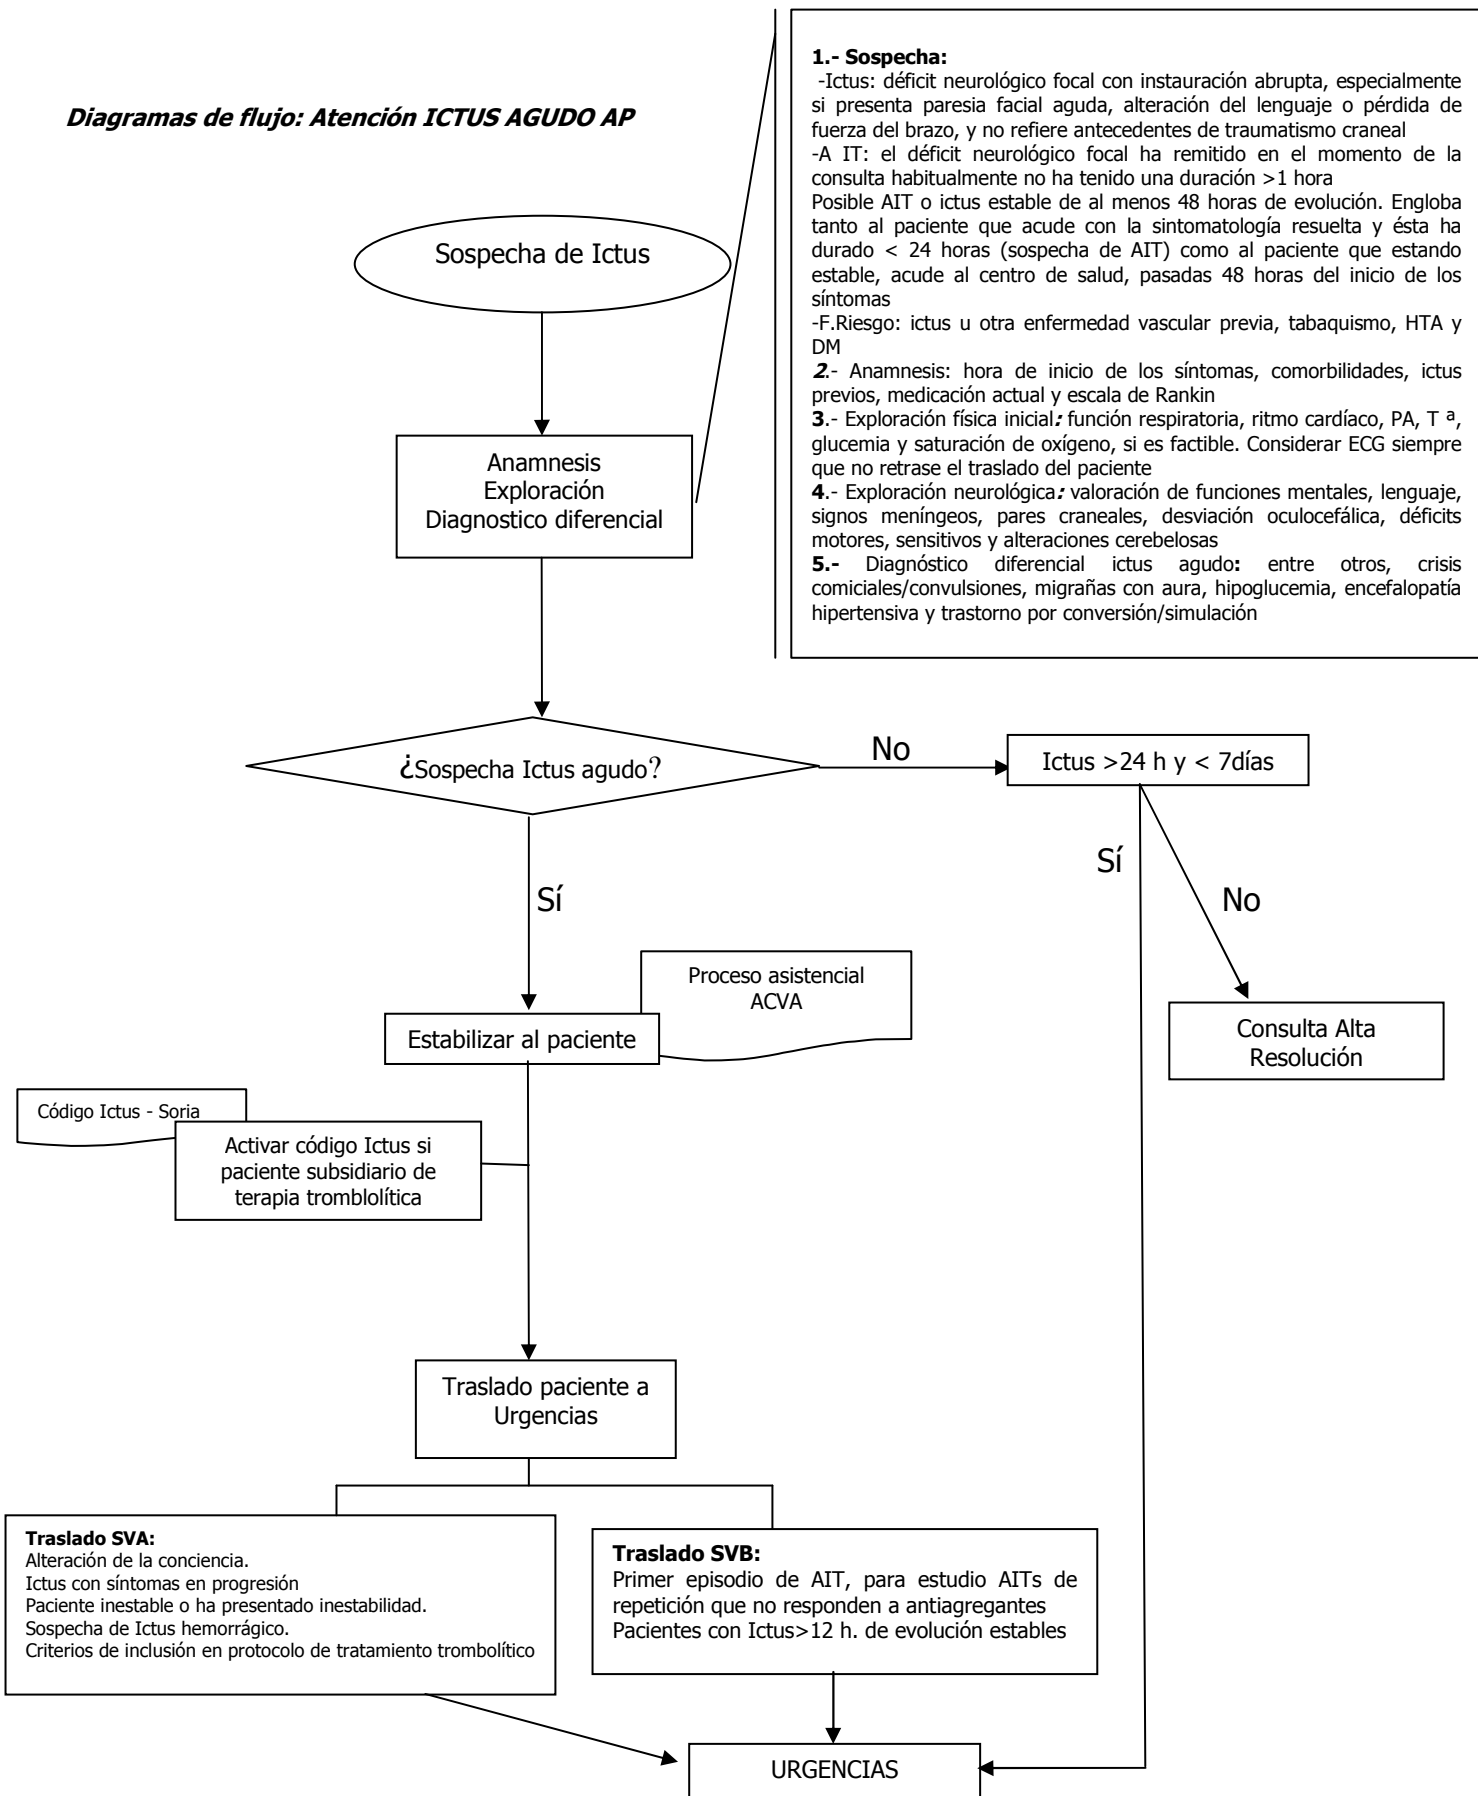 Diagramas de flujo: Atención ICTUS AGUDO AP
1.- Sospecha:
-Ictus: déficit neurológico focal con instauración abrupta, especialmente
si presenta paresia facial aguda, alteración del lenguaje o pérdida de
fuerza del brazo, y no refiere antecedentes de traumatismo craneal
-A IT: el déficit neurológico focal ha remitido en el momento de la
consulta habitualmente no ha tenido una duración >1 hora
Posible AIT o ictus estable de al menos 48 horas de evolución. Engloba
tanto al paciente que acude con la sintomatología resuelta y ésta ha
durado < 24 horas (sospecha de AIT) como al paciente que estando
estable, acude al centro de salud, pasadas 48 horas del inicio de los
síntomas
-F.Riesgo: ictus u otra enfermedad vascular previa, tabaquismo, HTA y
DM
2.- Anamnesis: hora de inicio de los síntomas, comorbilidades, ictus
previos, medicación actual y escala de Rankin
3.- Exploración física inicial: función respiratoria, ritmo cardíaco, PA, T ª,
glucemia y saturación de oxígeno, si es factible. Considerar ECG siempre
que no retrase el traslado del paciente
4.- Exploración neurológica: valoración de funciones mentales, lenguaje,
signos meníngeos, pares craneales, desviación oculocefálica, déficits
motores, sensitivos y alteraciones cerebelosas
5.- Diagnóstico diferencial ictus agudo: entre otros, crisis
comiciales/convulsiones, migrañas con aura, hipoglucemia, encefalopatía
hipertensiva y trastorno por conversión/simulación
Sospecha de Ictus
Anamnesis
Exploración
Diagnostico diferencial
¿Sospecha Ictus agudo?
No
Ictus >24 h y < 7días
Sí
No
Sí
Consulta Alta
Resolución
Proceso asistencial
ACVA
Estabilizar al paciente
Código Ictus - Soria
Activar código Ictus si
paciente subsidiario de
terapia tromblolítica
Traslado paciente a
Urgencias
Traslado SVA:
Alteración de la conciencia.
Ictus con síntomas en progresión
Paciente inestable o ha presentado inestabilidad.
Sospecha de Ictus hemorrágico.
Criterios de inclusión en protocolo de tratamiento trombolítico
Traslado SVB:
Primer episodio de AIT, para estudio AITs de
repetición que no responden a antiagregantes
Pacientes con Ictus>12 h. de evolución estables
URGENCIAS